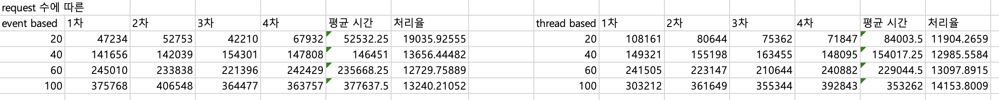 request 수에 따른
event based 1차 2차 3차 4차 평균 시간 처리율 thread based 1차 2차 3차 4차 평균 시간 처리율
20 47234 52753 42210 67932 52532.25 19035.92555 20 108161 80644 75362 71847 84003.5 11904.2659
40 141656 142039 154301 147808 146451 13656.44482 40 149321 155198 163455 148095 154017.25 12985.5584
60 245010 233838 221396 242429 235668.25 12729.75889 60 241505 223147 210644 240882 229044.5 13097.8915
100 375768 406548 364477 363757 377637.5 13240.21052 100 303212 361649 355344 392843 353262 14153.8009